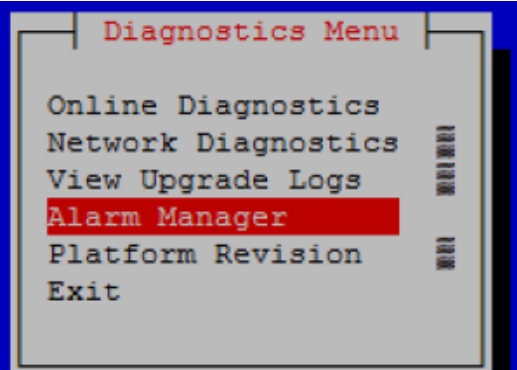 Diagnostics Menu
Online Diagnostics
Network Diagnostics
View Upgrade Logs
Alarm Manager
Platform Revision
Exit